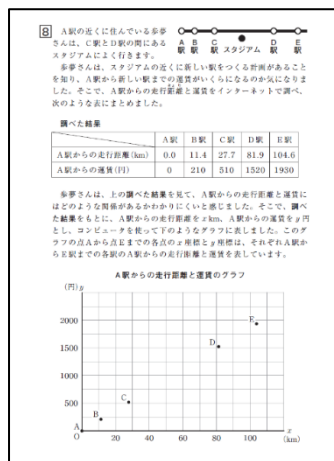 8 A駅の近くに住んでいる歩夢
さんは、C駅とD駅の間にある
スタジアムによく行きます。
A駅 B駅 C駅 スタジアム D駅 E駅
歩夢さんは、スタジアムの近くに新しい駅をつくる計画があること
を知り、A駅から新しい駅までの運賃がいくらになるのか気になりま
した。そこで、A駅からの走行距離と運賃をインターネットで調べ、
次のような表にまとめました。
調べた結果
A駅 B駅 C駅 D駅 E駅
A駅からの走行距離(km) 0.0 11.4 27.7 81.9 104.6
A駅からの運賃(円) 0 210 510 1520 1930
歩夢さんは、上の調べた結果を見て、A駅からの走行距離と運賃に
はどのような関係があるかわかりにくいと感じました。そこで、調べ
た結果をもとに、A駅からの走行距離を x km、A駅からの運賃を y 円
とし、コンピュータを使って下のようなグラフに表しました。このグ
ラフの点Aから点Eまでの各点の x 座標と y 座標は、それぞれA駅か
らE駅までの各駅のA駅からの走行距離と運賃を表しています。
A駅からの走行距離と運賃のグラフ
(円) y
2000
E
1500
D
1000
500
C
B
A
O 20 40 60 80 100 x
(km)